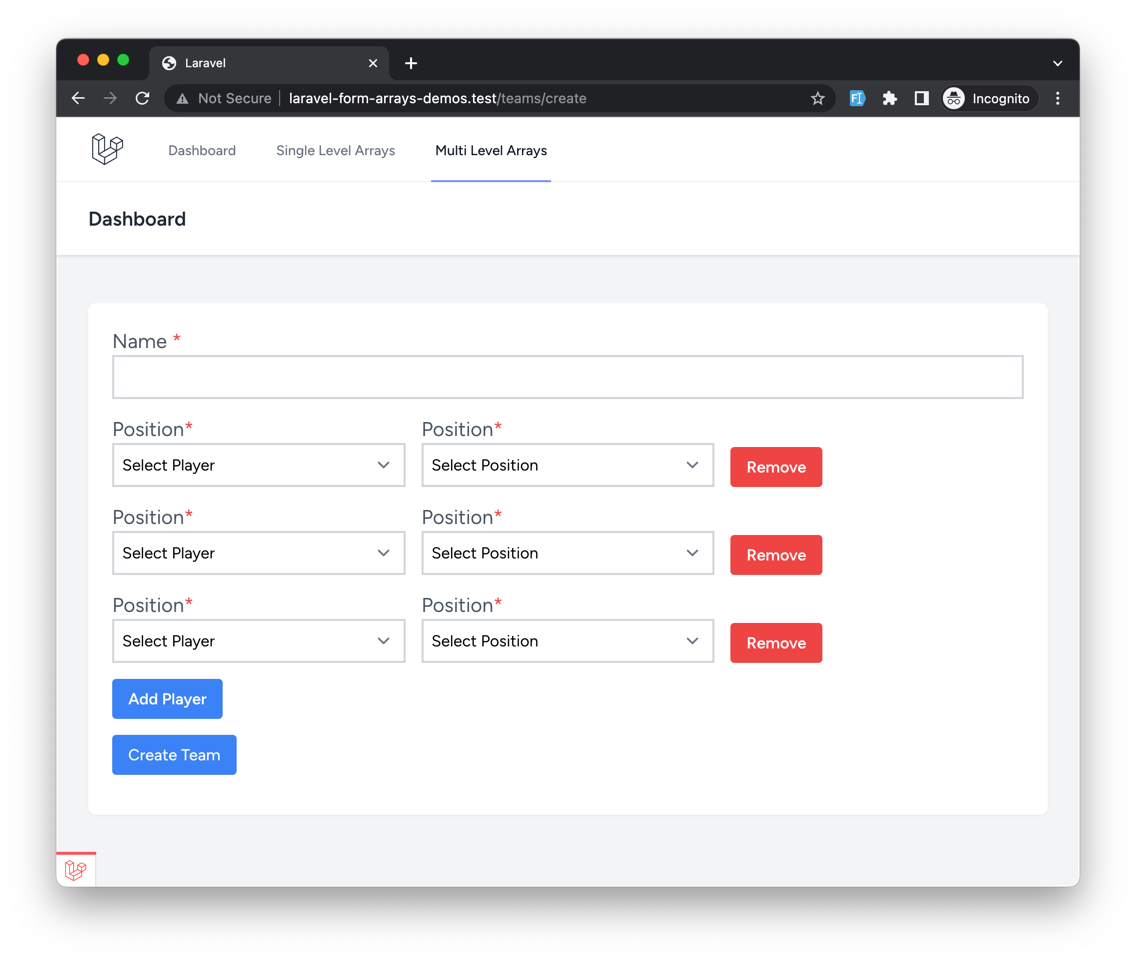 Laravel
Not Secure laravel-form-arrays-demos.test/teams/create Incognito
Dashboard Single Level Arrays Multi Level Arrays
Dashboard
Name *
Position* Position*
Select Player Select Position Remove
Position* Position*
Select Player Select Position Remove
Position* Position*
Select Player Select Position Remove
Add Player
Create Team